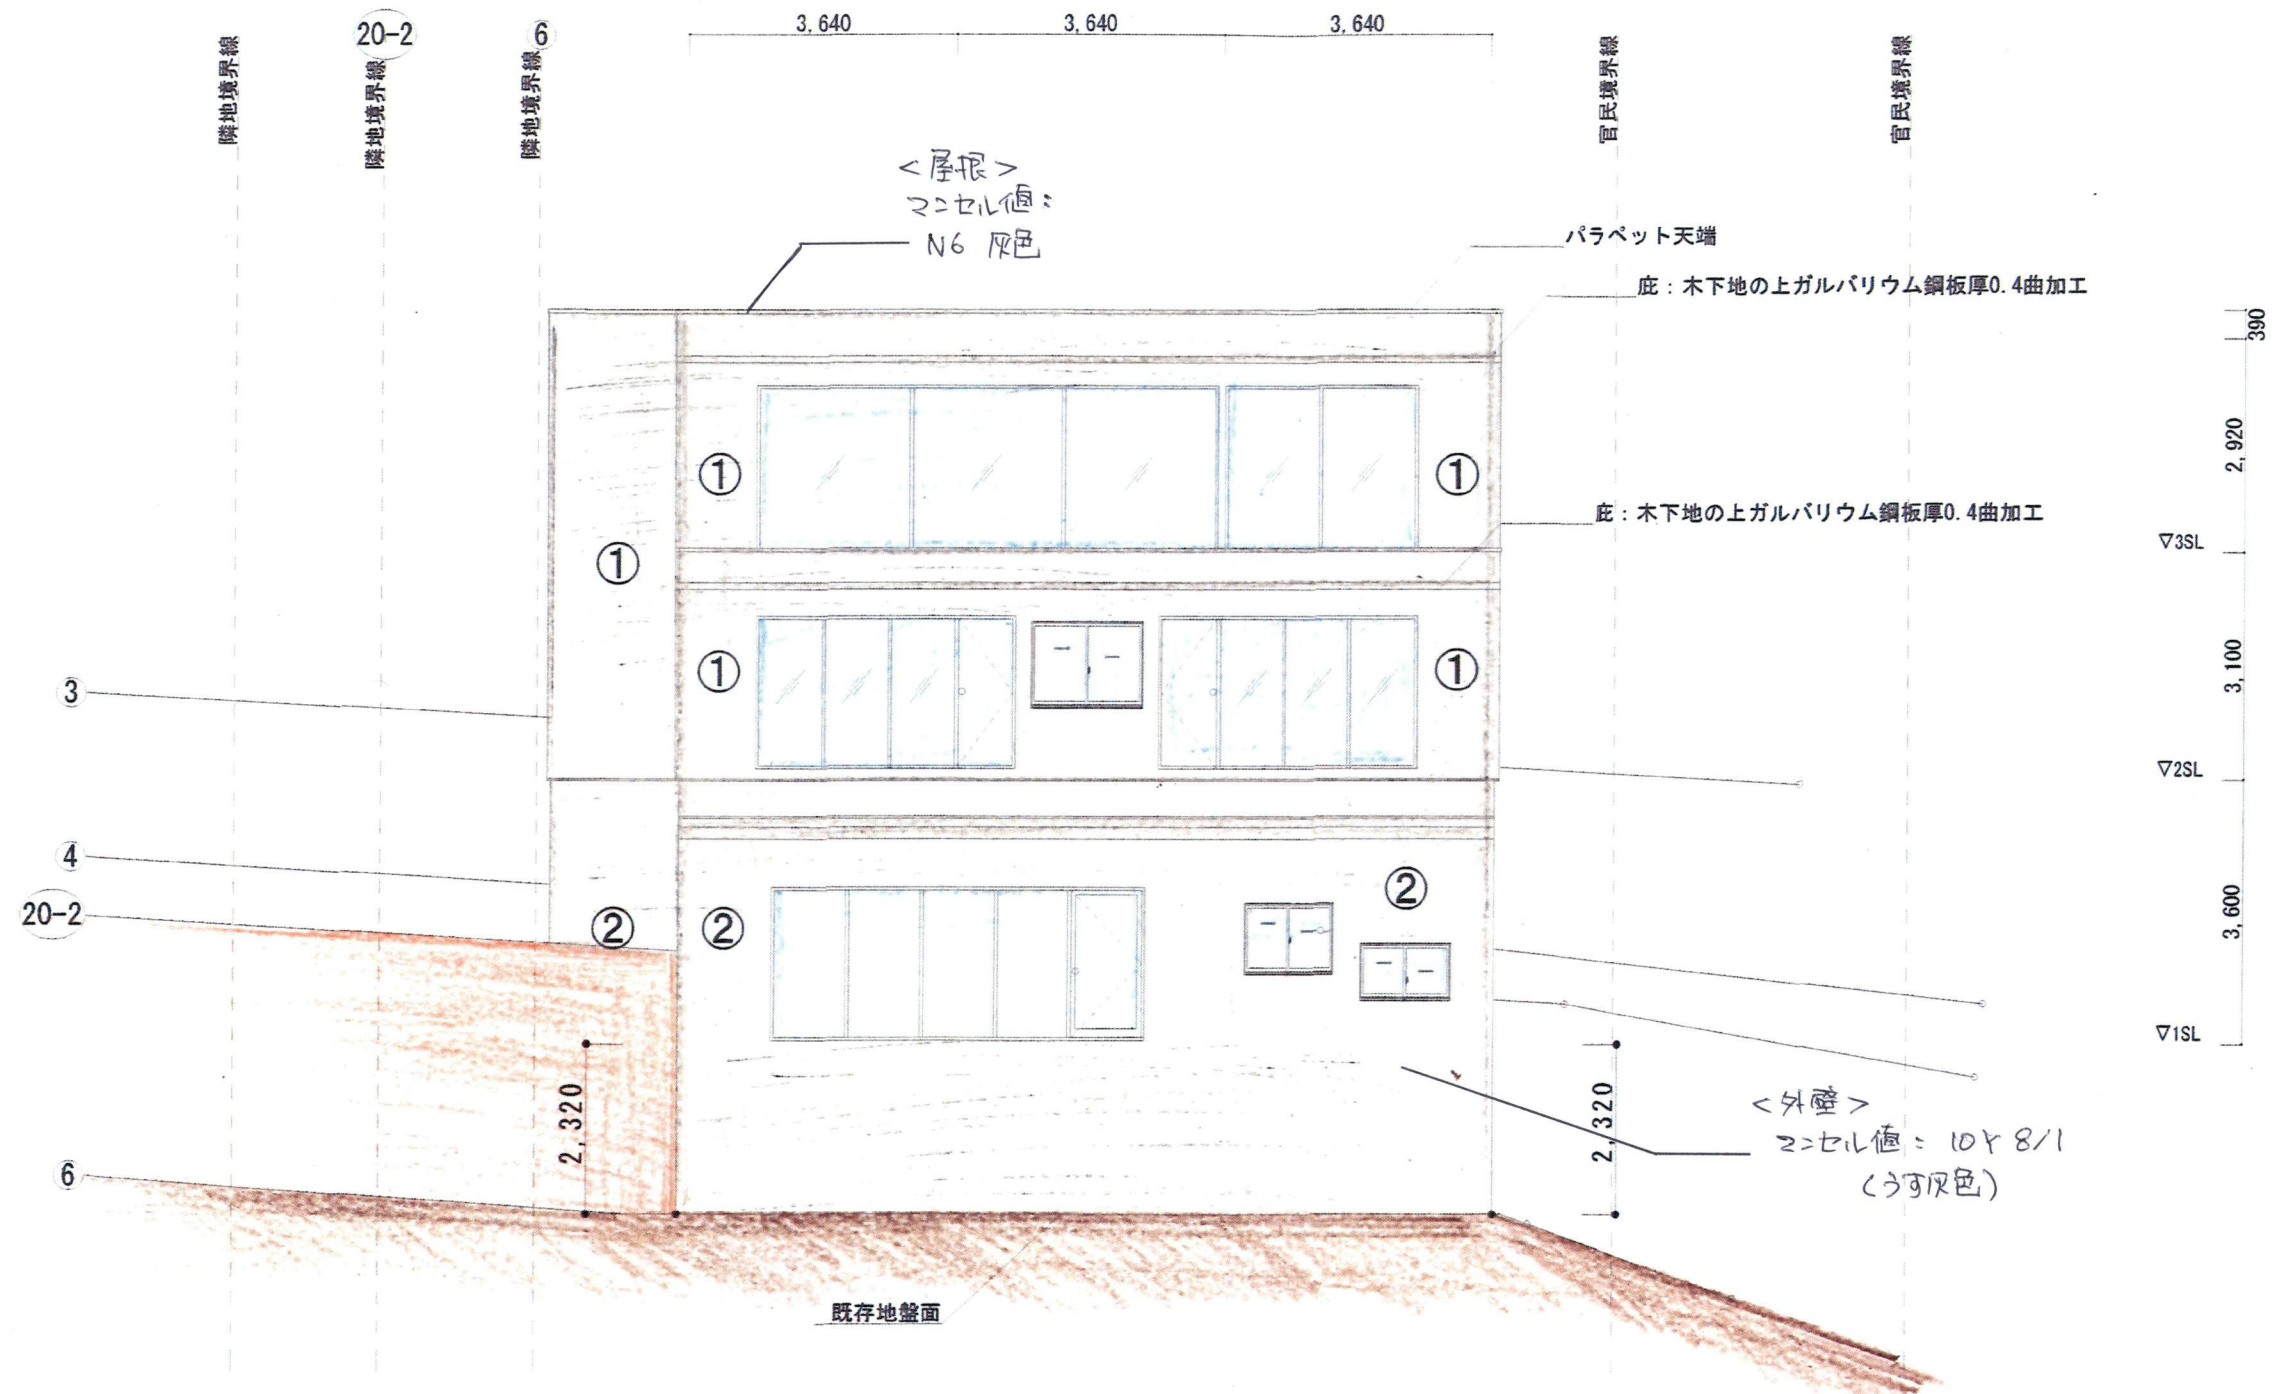 20-2
6
3,640
3,640
3,640
隣地境界線
隣地境界線
隣地境界線
官民境界線
官民境界線
<屋根>
マンセル値:
N6 灰色
パラペット天端
庇:木下地の上ガルバリウム鋼板厚0.4曲加工
390
2,920
①
①
庇:木下地の上ガルバリウム鋼板厚0.4曲加工
▽3SL
①
①
①
3,100
3
▽2SL
4
②
20-2
②
②
3,600
▽1SL
2,320
2,320
<外壁>
マンセル値: 10Y 8/1
(うす灰色)
6
既存地盤面